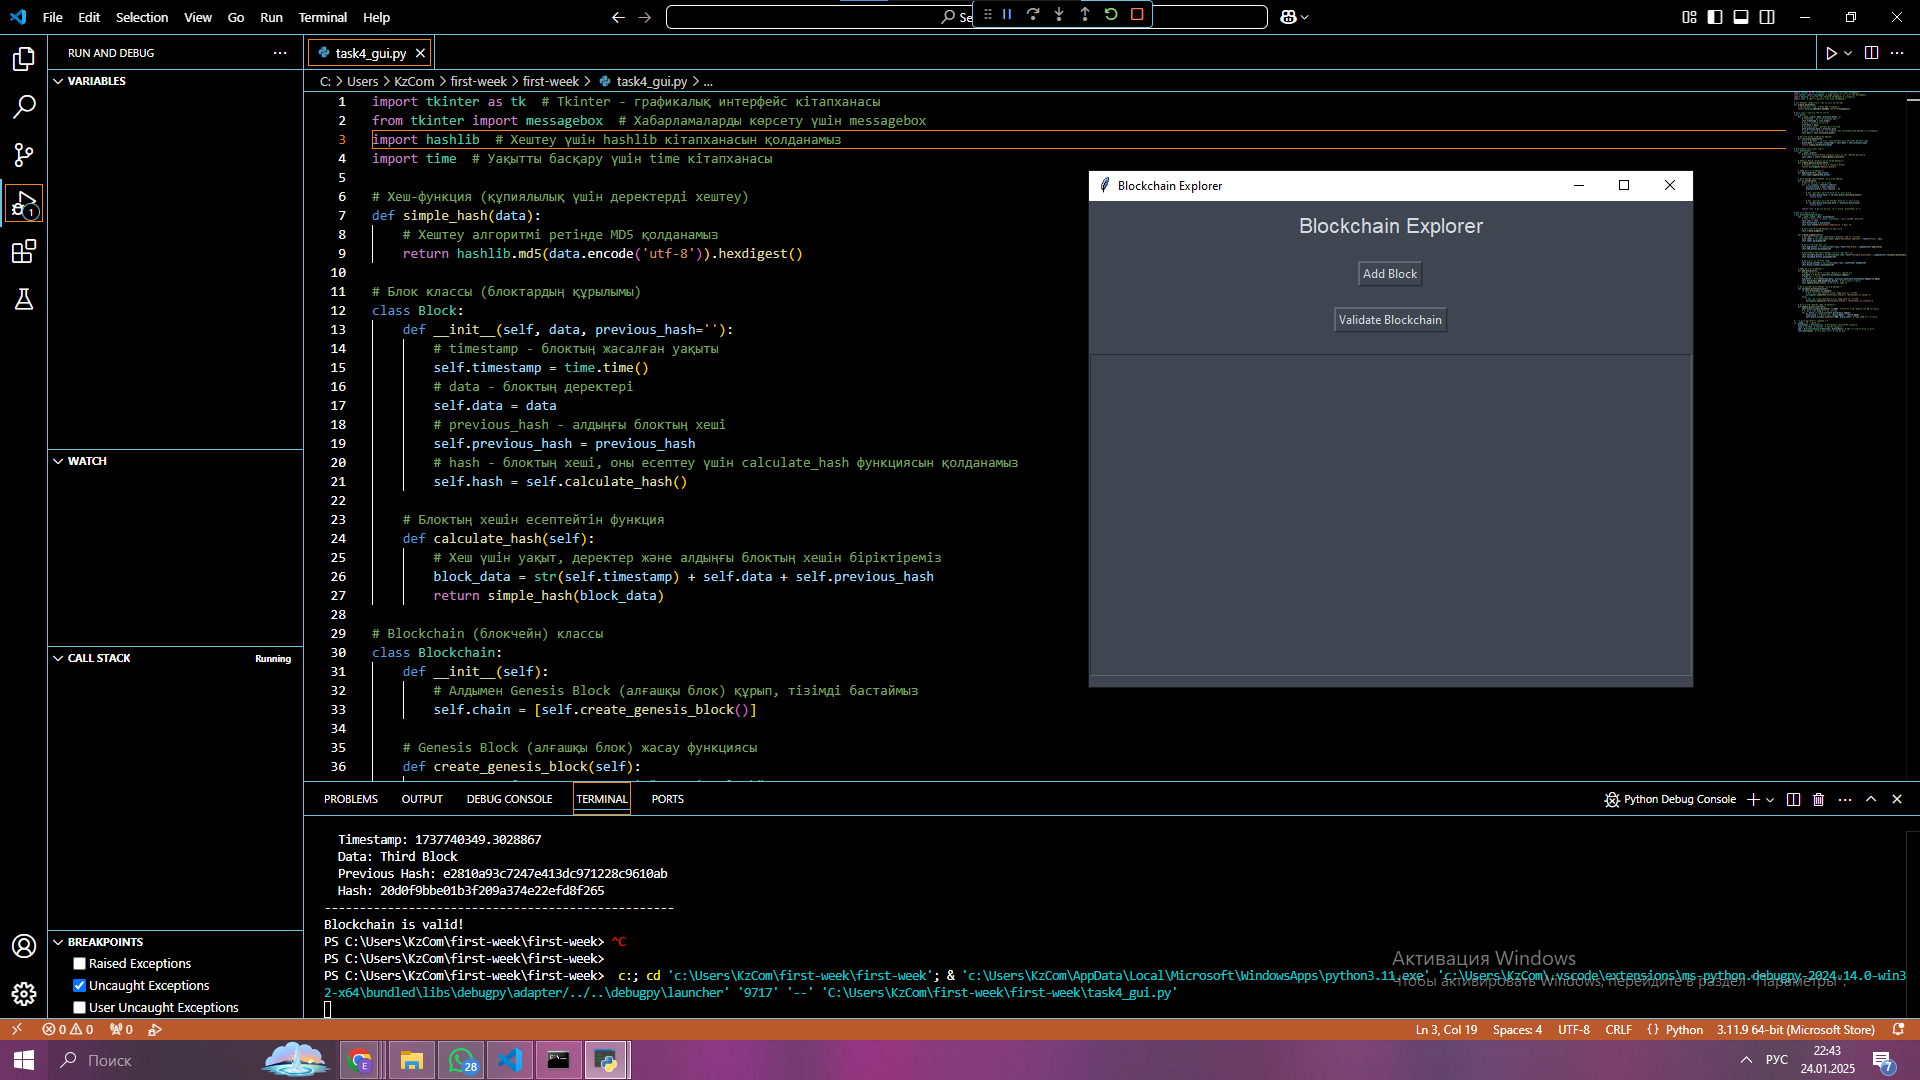 File Edit Selection View Go Run Terminal Help
RUN AND DEBUG
VARIABLES
WATCH
CALL STACK
Running
BREAKPOINTS
Raised Exceptions
Uncaught Exceptions
User Uncaught Exceptions
task4_gui.py
C: > Users > KzCom > first-week > first-week > task4_gui.py > ...
1 import tkinter as tk  # Tkinter - графикалық интерфейс кітапханасы
2 from tkinter import messagebox  # Хабарламаларды көрсету үшін messagebox
3 import hashlib  # Хештеу үшін hashlib кітапханасын қолданамыз
4 import time  # Уақытты басқару үшін time кітапханасы
5
6 # Хеш-функция (құпиялылық үшін деректерді хештеу)
7 def simple_hash(data):
8 # Хештеу алгоритмі ретінде MD5 қолданамыз
9 return hashlib.md5(data.encode('utf-8')).hexdigest()
10
11 # Блок классы (блоктардың құрылымы)
12 class Block:
13 def __init__(self, data, previous_hash=''):
14 # timestamp - блоктың жасалған уақыты
15 self.timestamp = time.time()
16 # data - блоктың деректері
17 self.data = data
18 # previous_hash - алдыңғы блоктың хеші
19 self.previous_hash = previous_hash
20 # hash - блоктың хеші, оны есептеу үшін calculate_hash функциясын қолданамыз
21 self.hash = self.calculate_hash()
22
23 # Блоктың хешін есептейтін функция
24 def calculate_hash(self):
25 # Хеш үшін уақыт, деректер және алдыңғы блоктың хешін біріктіреміз
26 block_data = str(self.timestamp) + self.data + self.previous_hash
27 return simple_hash(block_data)
28
29 # Blockchain (блокчейн) классы
30 class Blockchain:
31 def __init__(self):
32 # Алдымен Genesis Block (алғашқы блок) құрып, тізімді бастаймыз
33 self.chain = [self.create_genesis_block()]
34
35 # Genesis Block (алғашқы блок) жасау функциясы
36 def create_genesis_block(self):
Blockchain Explorer
Blockchain Explorer
Add Block
Validate Blockchain
PROBLEMS OUTPUT DEBUG CONSOLE TERMINAL PORTS
Python Debug Console
Timestamp: 1737740349.3028867
Data: Third Block
Previous Hash: e2810a93c7247e413dc971228c9610ab
Hash: 20d0f9bbe01b3f209a374e22efd8f265
--------------------------------------------------
Blockchain is valid!
PS C:\Users\KzCom\first-week\first-week> ^C
PS C:\Users\KzCom\first-week\first-week>
PS C:\Users\KzCom\first-week\first-week>  c:; cd 'c:\Users\KzCom\first-week\first-week'; & 'c:\Users\KzCom\AppData\Local\Microsoft\WindowsApps\python3.11.exe' 'c:\Users\KzCom\.vscode\extensions\ms-python.debugpy-2024.14.0-win3
2-x64\bundled\libs\debugpy\adapter/../..\debugpy\launcher' '9717' '--' 'C:\Users\KzCom\first-week\first-week\task4_gui.py'
Активация Windows
Чтобы активировать Windows, перейдите в раздел "Параметры".
0 0 0
Ln 3, Col 19 Spaces: 4 UTF-8 CRLF {} Python 3.11.9 64-bit (Microsoft Store)
Поиск
28
РУС
22:43
24.01.2025
7